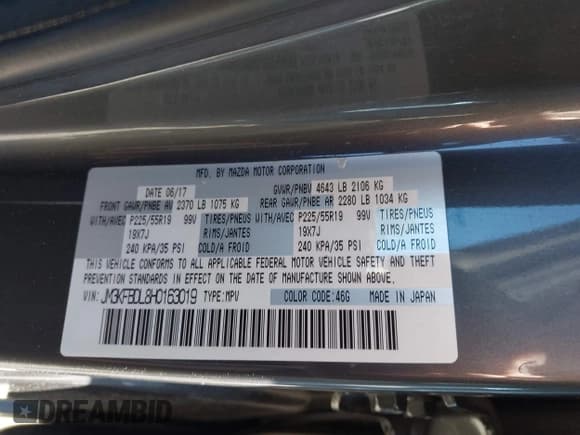 MFD. BY MAZDA MOTOR CORPORATION
DATE 06/17 GVWR/PNBV 4643 LB 2106 KG
FRONT GAWR/PNBE AV 2370 LB 1075 KG REAR GAWR/PNBE AR 2280 LB 1034 KG
WITH/AVEC P225/55R19 99V TIRES/PNEUS WITH/AVEC P225/55R19 99V TIRES/PNEUS
19X7J RIMS/JANTES 19X7J RIMS/JANTES
240 KPA/35 PSI COLD/A FROID 240 KPA/35 PSI COLD/A FROID
THIS VEHICLE CONFORMS TO ALL APPLICABLE FEDERAL MOTOR VEHICLE SAFETY AND THEFT
PREVENTION STANDARDS IN EFFECT ON THE DATE OF MANUFACTURE SHOWN ABOVE.
JM3KFBDL8H0163019 TYPE:MPV COLOR CODE:46G MADE IN JAPAN
DREAMBID